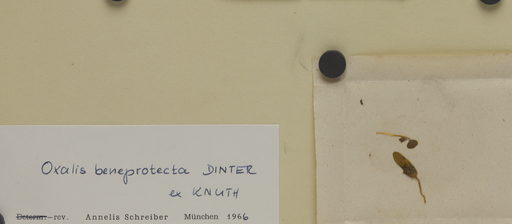 Oxalis beneprotecta DINTER
ex KNUTH
Determ.—rev. Annelis Schreiber München 1966